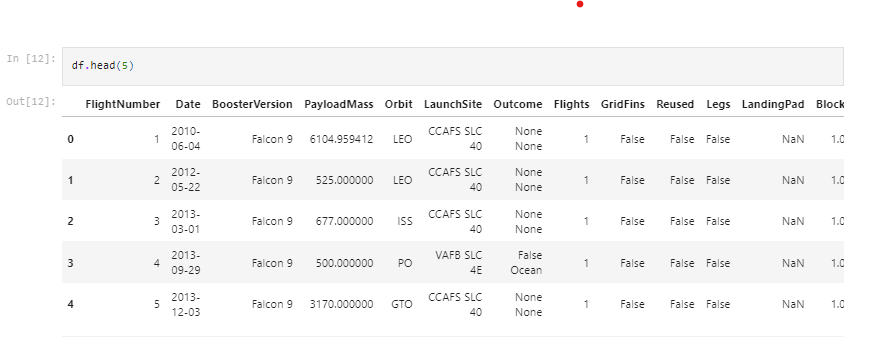 In [12]: df.head(5)
Out[12]: FlightNumber Date BoosterVersion PayloadMass Orbit LaunchSite Outcome Flights GridFins Reused Legs LandingPad Block
0 1 2010-06-04 Falcon 9 6104.959412 LEO CCAFS SLC 40 None None 1 False False False NaN 1.0
1 2 2012-05-22 Falcon 9 525.000000 LEO CCAFS SLC 40 None None 1 False False False NaN 1.0
2 3 2013-03-01 Falcon 9 677.000000 ISS CCAFS SLC 40 None None 1 False False False NaN 1.0
3 4 2013-09-29 Falcon 9 500.000000 PO VAFB SLC 4E False Ocean 1 False False False NaN 1.0
4 5 2013-12-03 Falcon 9 3170.000000 GTO CCAFS SLC 40 None None 1 False False False NaN 1.0